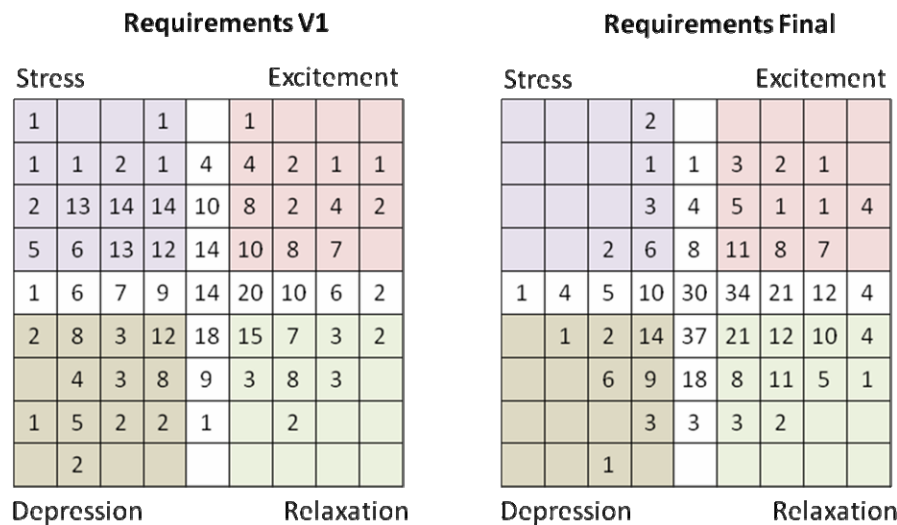 Requirements V1
Requirements Final
Stress Excitement
Stress Excitement
1 1 1
1 1 2 1 4 4 2 1 1
2 13 14 14 10 8 2 4 2
5 6 13 12 14 10 8 7
1 6 7 9 14 20 10 6 2
2 8 3 12 18 15 7 3 2
4 3 8 9 3 8 3
1 5 2 2 1 2
2
2
1 1 3 2 1
3 4 5 1 1 4
2 6 8 11 8 7
1 4 5 10 30 34 21 12 4
1 2 14 37 21 12 10 4
6 9 18 8 11 5 1
3 3 3 2
1
Depression Relaxation
Depression Relaxation